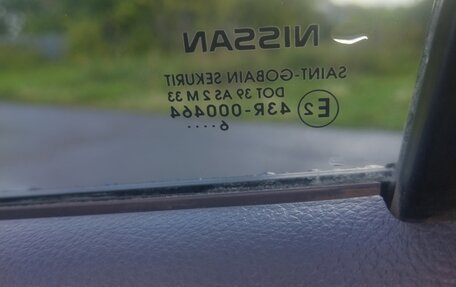 NISSAN
SAINT-GOBAIN SEKURIT
DOT 39 AS 2 M 33
E2 43R-000464
6 ....